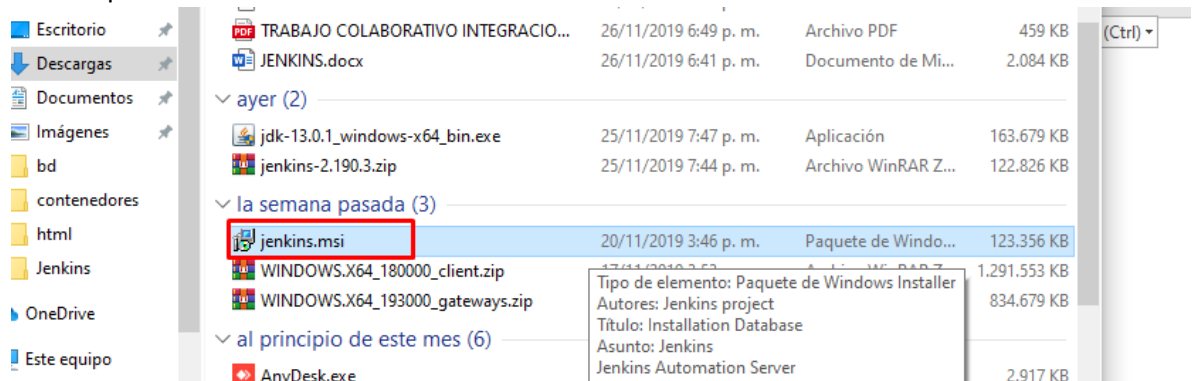 Escritorio
TRABAJO COLABORATIVO INTEGRACIO... 26/11/2019 6:49 p. m. Archivo PDF 459 KB
(Ctrl)
Descargas
JENKINS.docx 26/11/2019 6:41 p. m. Documento de Mi... 2.084 KB
Documentos
ayer (2)
Imágenes
jdk-13.0.1_windows-x64_bin.exe 25/11/2019 7:47 p. m. Aplicación 163.679 KB
bd
jenkins-2.190.3.zip 25/11/2019 7:44 p. m. Archivo WinRAR Z... 122.826 KB
contenedores
la semana pasada (3)
html
jenkins.msi 20/11/2019 3:46 p. m. Paquete de Windo... 123.356 KB
Jenkins
WINDOWS.X64_180000_client.zip 1.291.553 KB
WINDOWS.X64_193000_gateways.zip 834.679 KB
OneDrive
Tipo de elemento: Paquete de Windows Installer
Autores: Jenkins project
Título: Installation Database
Asunto: Jenkins
Jenkins Automation Server
al principio de este mes (6)
Este equipo
AnyDesk.exe 2.917 KB